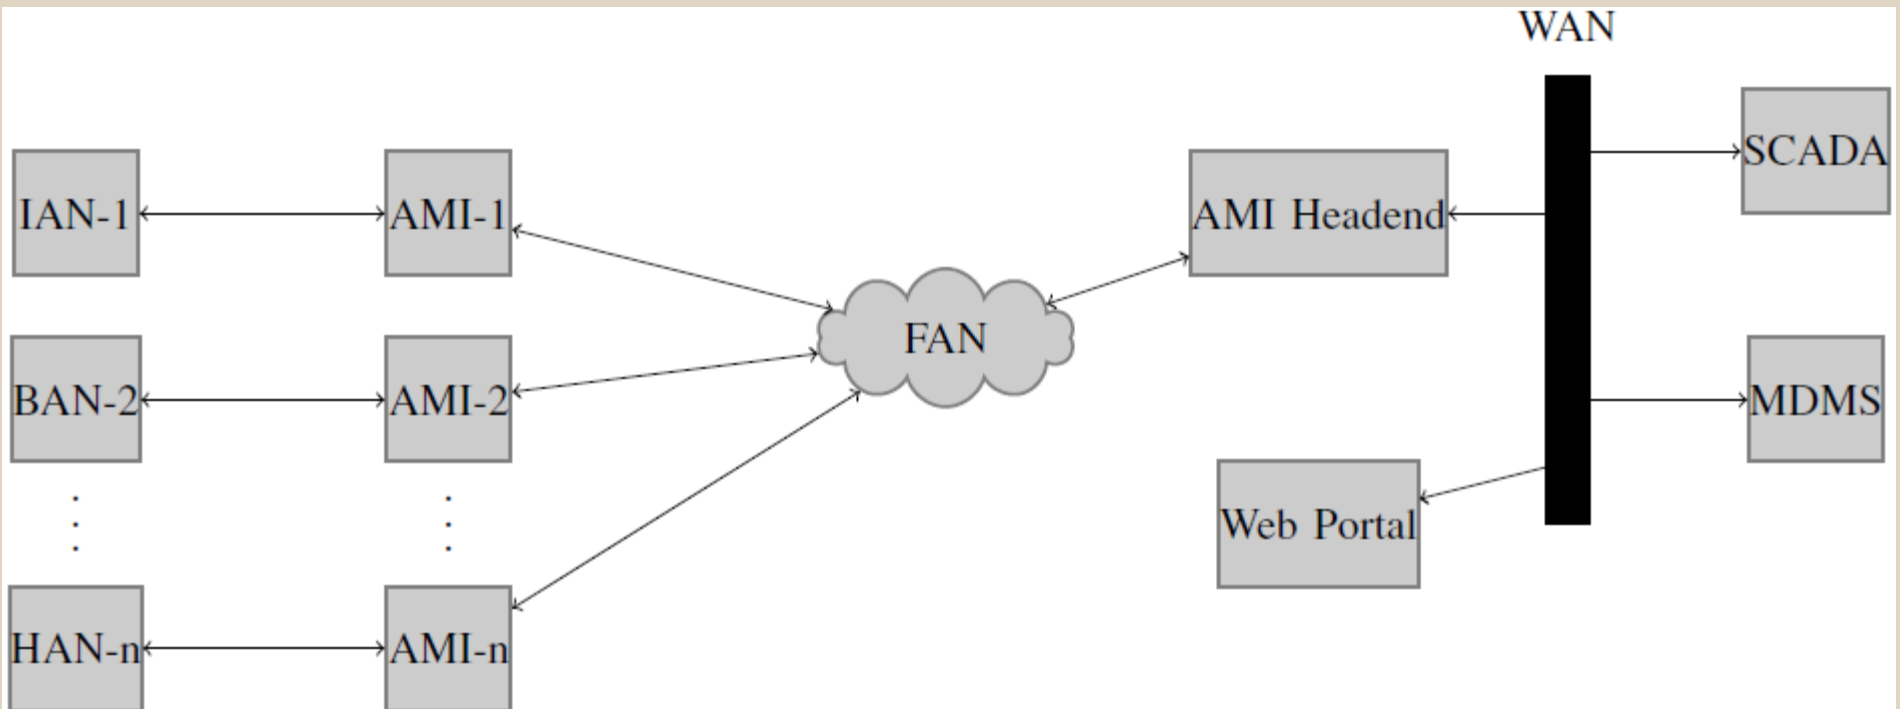 WAN
SCADA
IAN-1
AMI-1
AMI Headend
FAN
BAN-2
AMI-2
MDMS
Web Portal
HAN-n
AMI-n